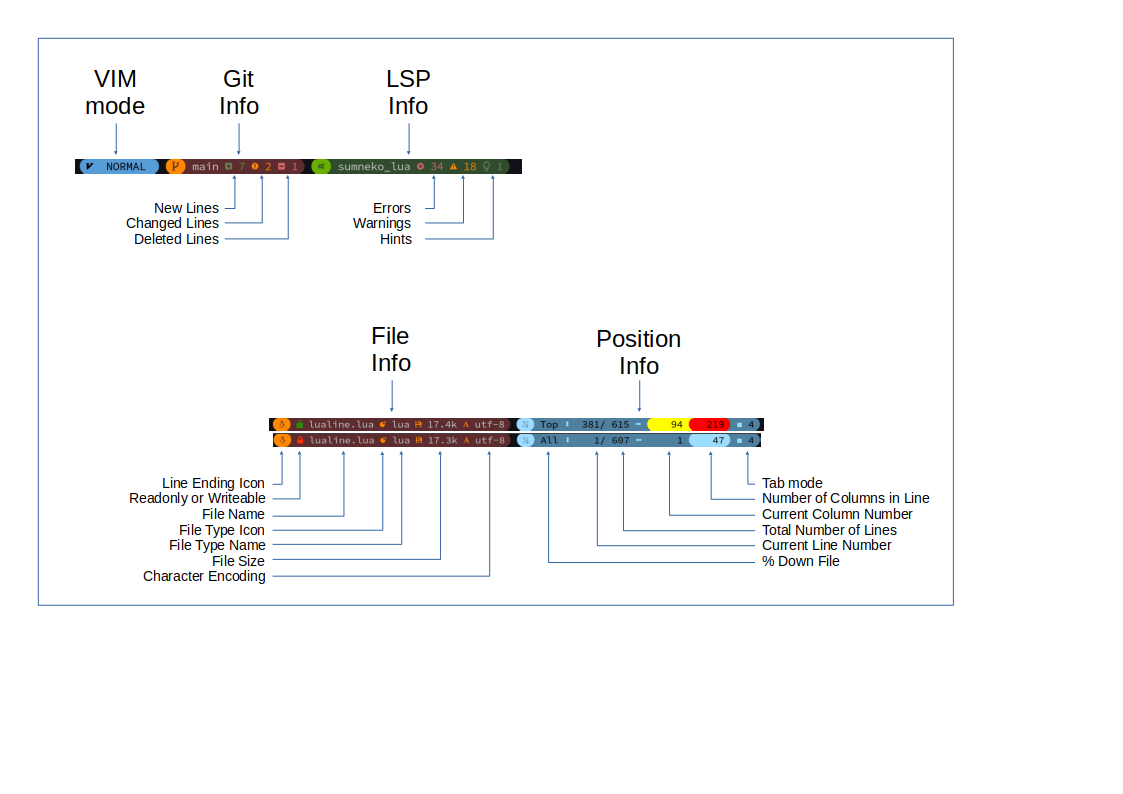 VIM
mode
Git
Info
LSP
Info
NORMAL main 7 2 1 sumneko_lua 34 18 1
New Lines
Changed Lines
Deleted Lines
Errors
Warnings
Hints
File
Info
Position
Info
lualine.lua lua 17.4k utf-8 Top 381/ 615 94 219 4
lualine.lua lua 17.3k utf-8 All 1/ 607 1 47 4
Line Ending Icon
Readonly or Writeable
File Name
File Type Icon
File Type Name
File Size
Character Encoding
Tab mode
Number of Columns in Line
Current Column Number
Total Number of Lines
Current Line Number
% Down File